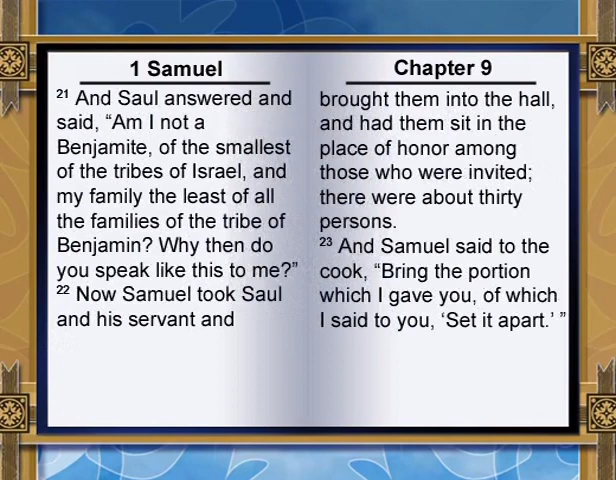 1 Samuel
²¹ And Saul answered and
said, “Am I not a
Benjamite, of the smallest
of the tribes of Israel, and
my family the least of all
the families of the tribe of
Benjamin? Why then do
you speak like this to me?”
²² Now Samuel took Saul
and his servant and
Chapter 9
brought them into the hall,
and had them sit in the
place of honor among
those who were invited;
there were about thirty
persons.
²³ And Samuel said to the
cook, “Bring the portion
which I gave you, of which
I said to you, ‘Set it apart.’ ”